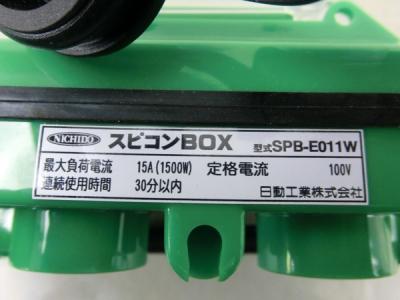 NICHIDO スピコンBOX 型式SPB-E011W
最大負荷電流 15A(1500W) 定格電流 100V
連続使用時間 30分以内 日動工業株式会社